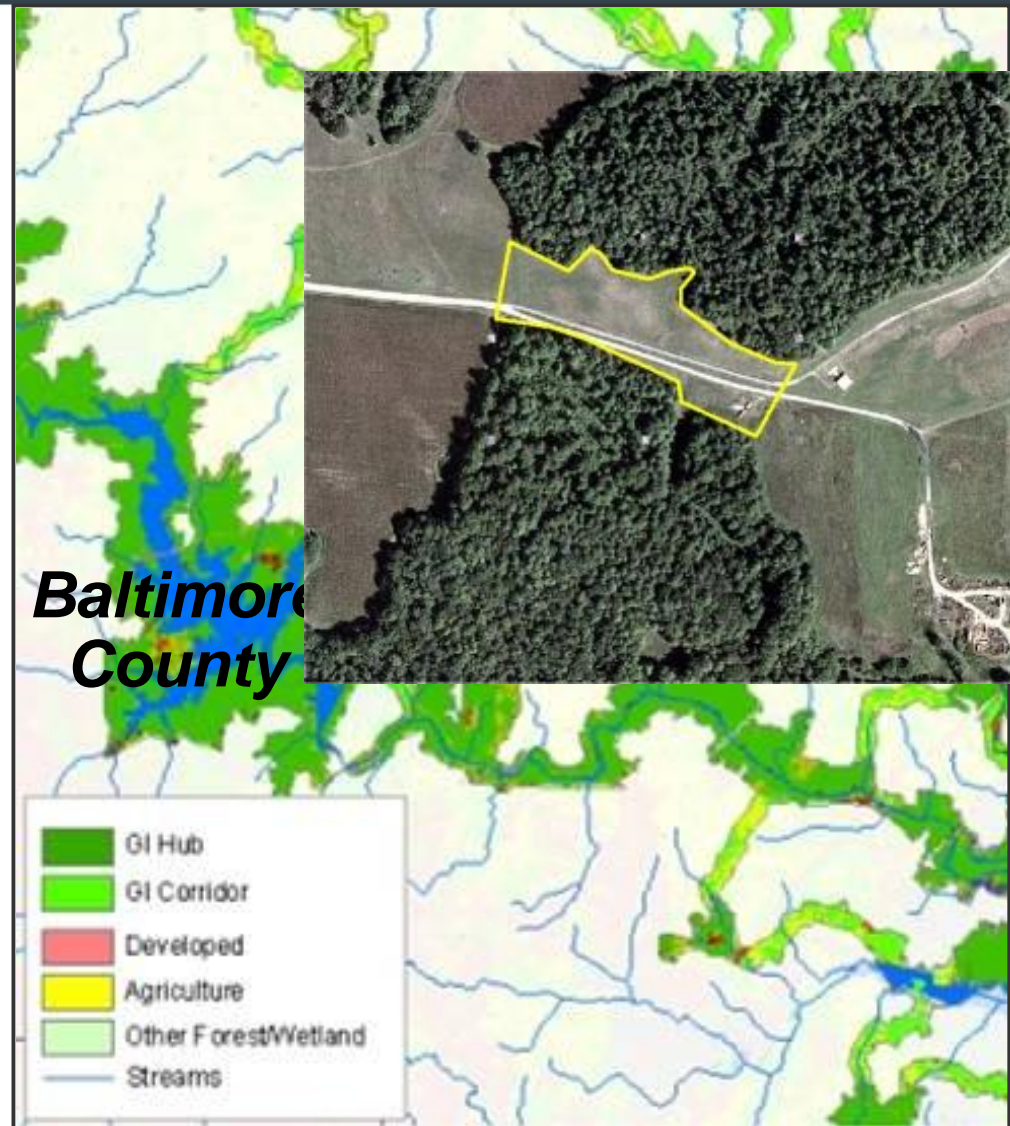 Baltimore
County
GI Hub
GI Corridor
Developed
Agriculture
Other Forest/Wetland
Streams